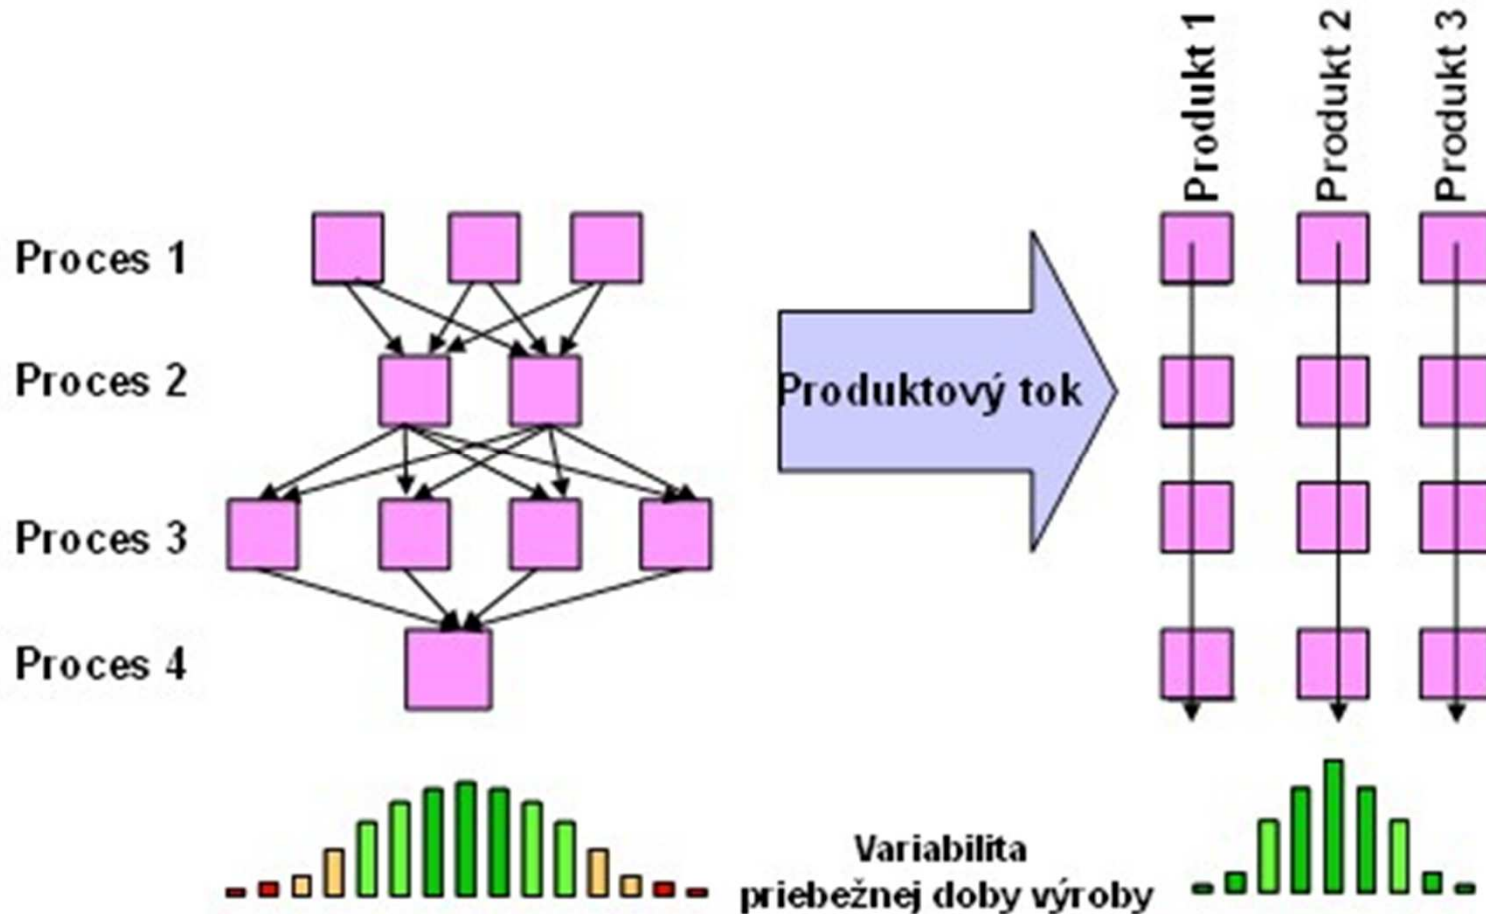 Produkt 1
Produkt 2
Produkt 3
Proces 1
Proces 2
Produktový tok
Proces 3
Proces 4
Variabilita
priebežnej doby výroby